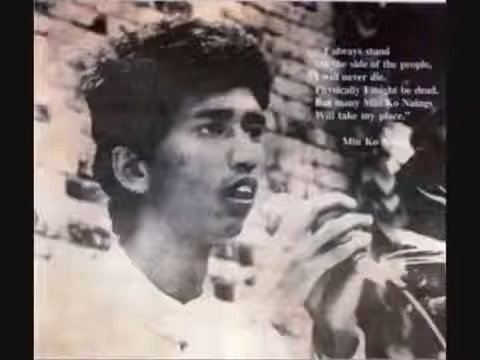 I always stand
the side of the people,
I will never die.
Physically I might be dead,
But many Min Ko Naings
Will take my place."
Min Ko